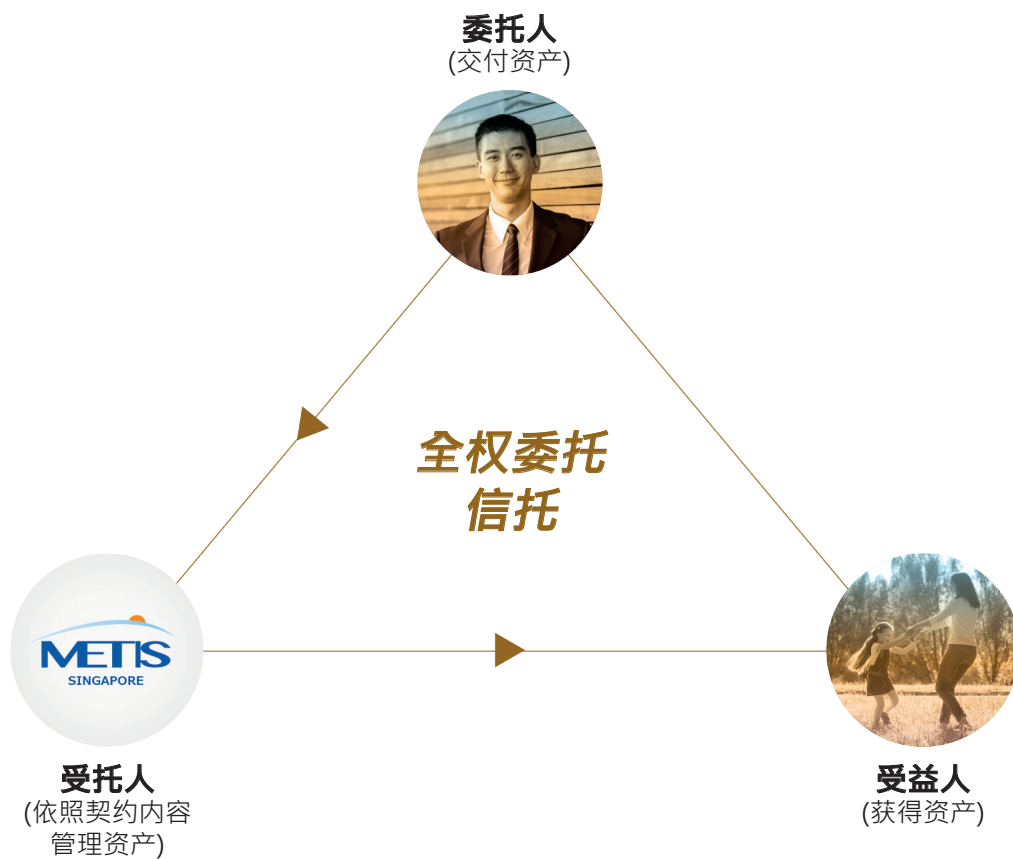 委托人
(交付资产)
全权委托
信托
METIS
SINGAPORE
受托人
(依照契约内容
管理资产)
受益人
(获得资产)